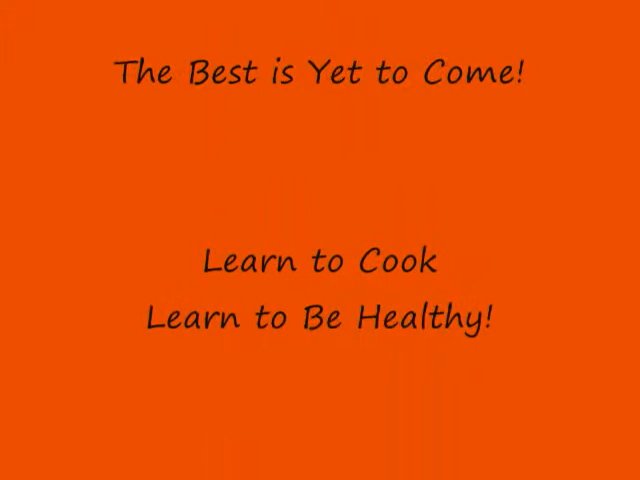 The Best is Yet to Come!
Learn to Cook
Learn to Be Healthy!